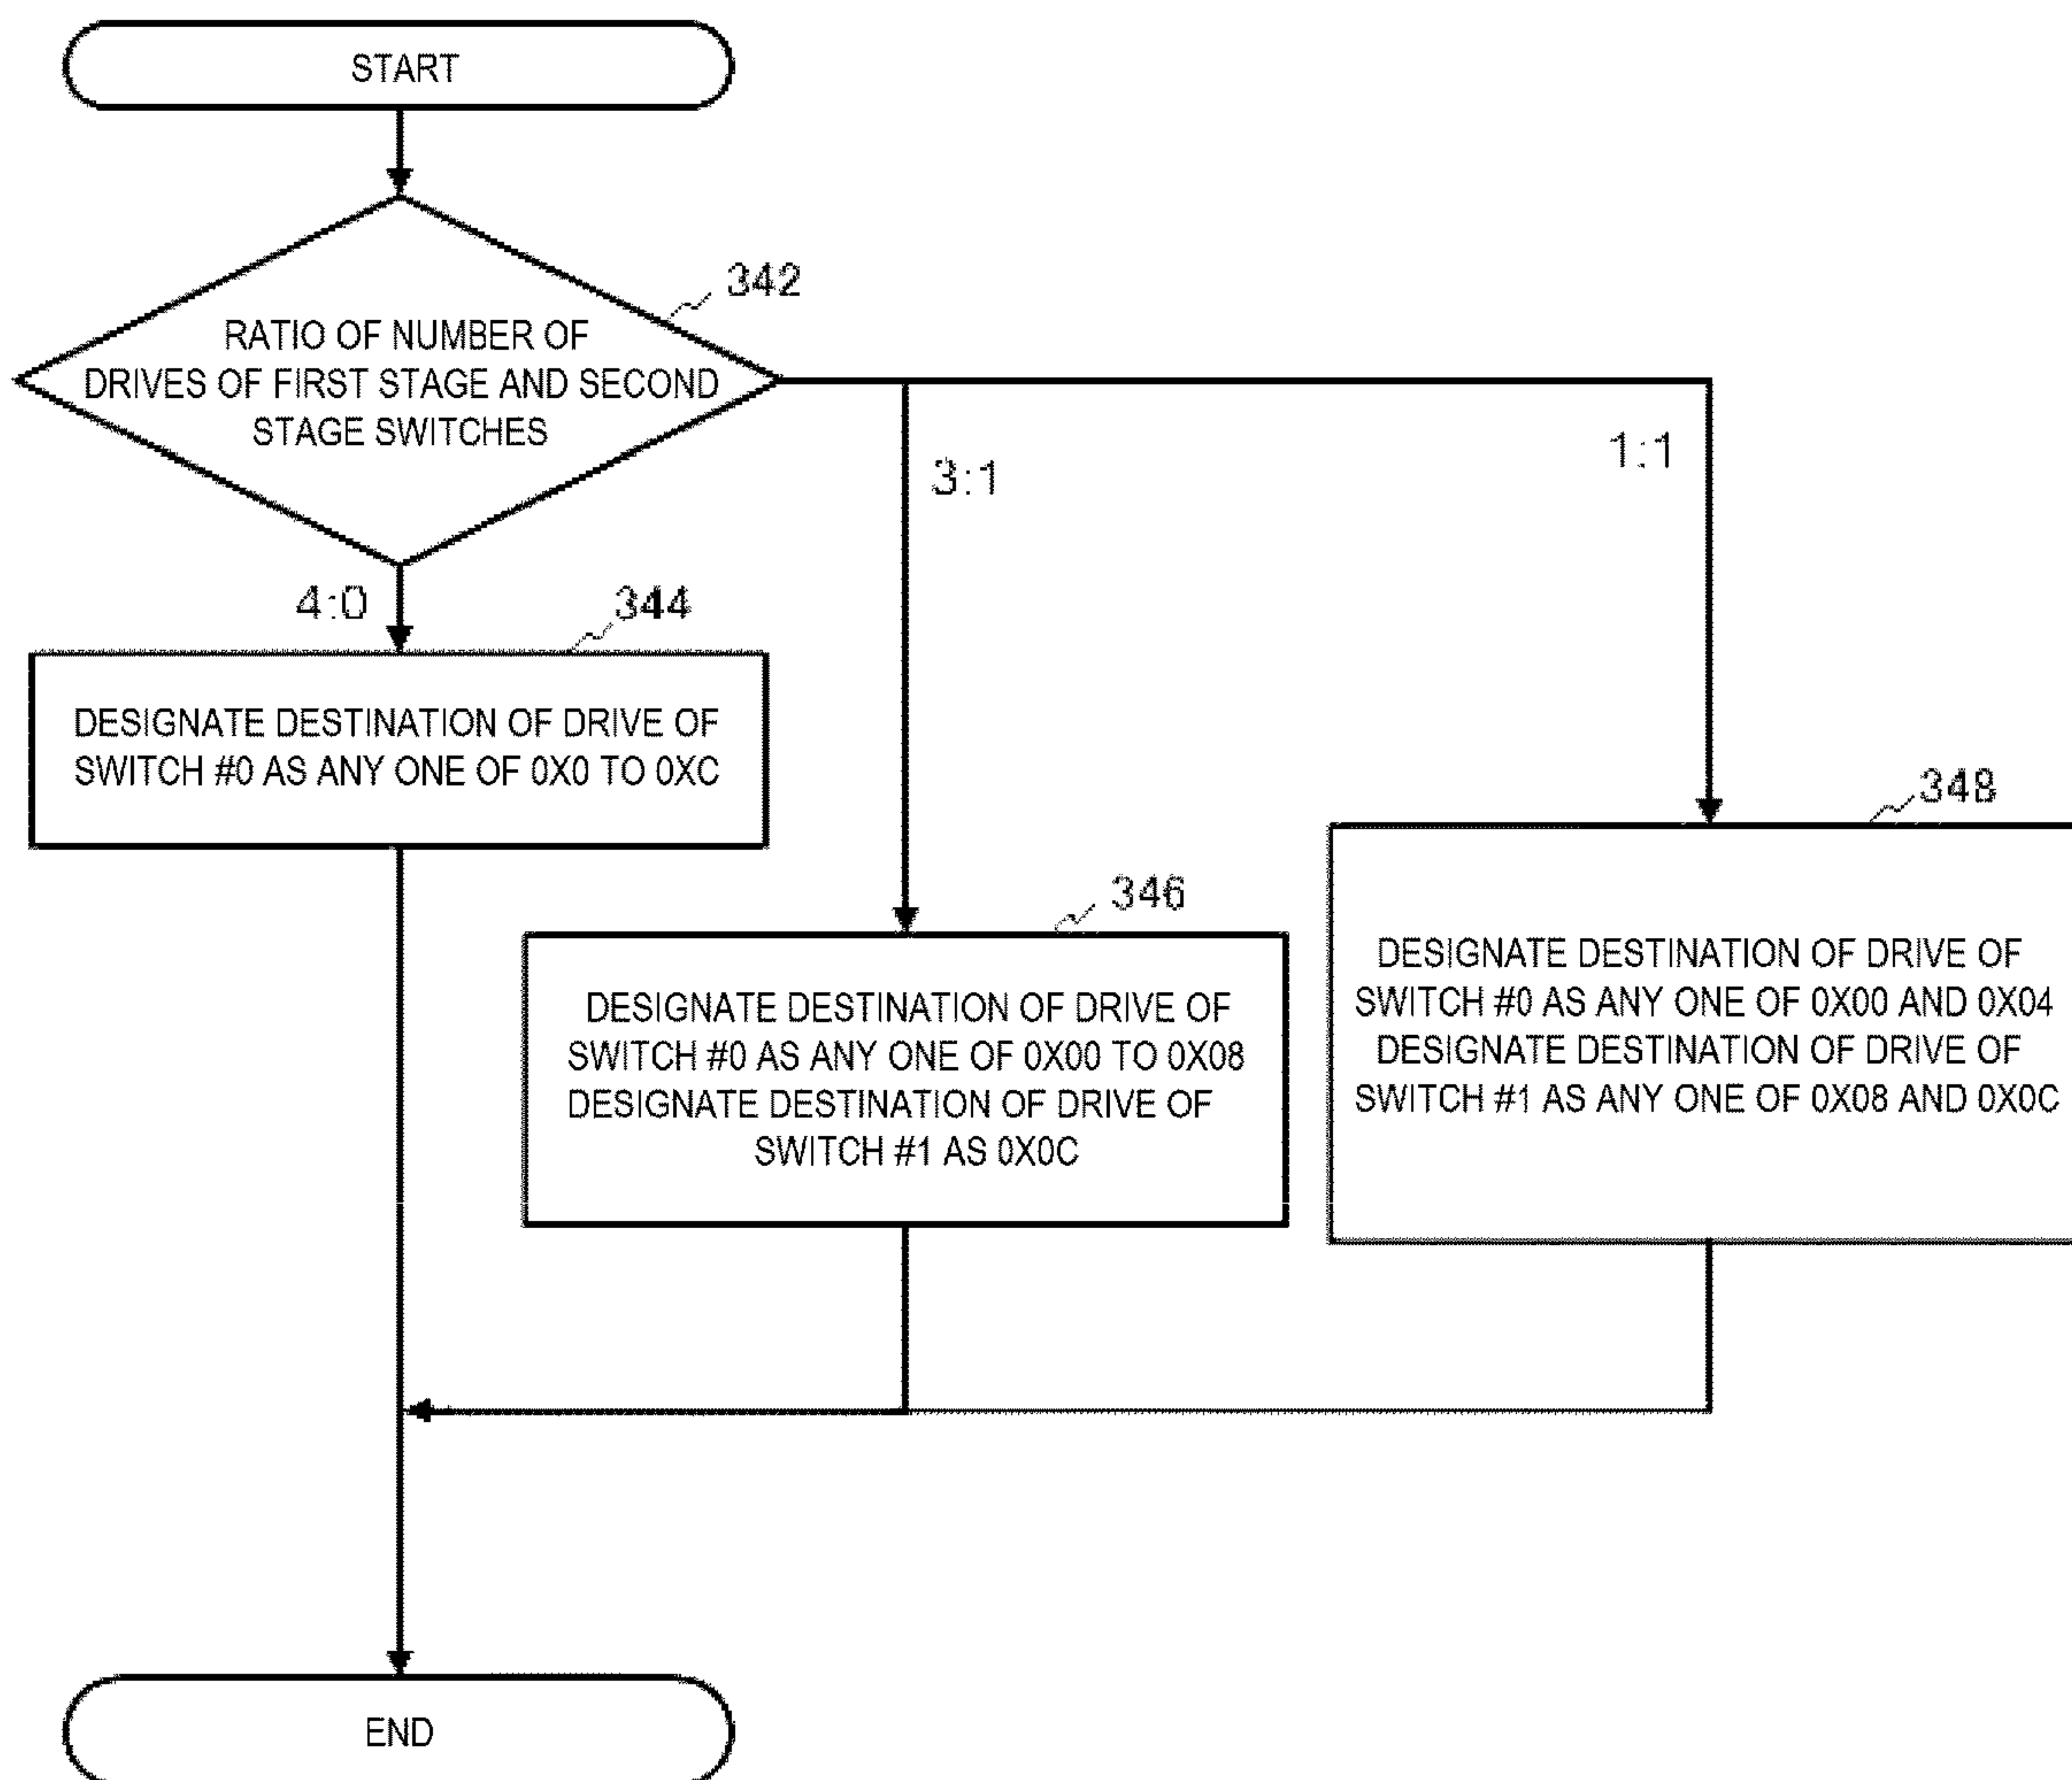 START
342
RATIO OF NUMBER OF
DRIVES OF FIRST STAGE AND SECOND
STAGE SWITCHES
3:1
1:1
4:0
344
DESIGNATE DESTINATION OF DRIVE OF
SWITCH #0 AS ANY ONE OF 0X0 TO 0XC
346
DESIGNATE DESTINATION OF DRIVE OF
SWITCH #0 AS ANY ONE OF 0X00 TO 0X08
DESIGNATE DESTINATION OF DRIVE OF
SWITCH #1 AS 0X0C
348
DESIGNATE DESTINATION OF DRIVE OF
SWITCH #0 AS ANY ONE OF 0X00 AND 0X04
DESIGNATE DESTINATION OF DRIVE OF
SWITCH #1 AS ANY ONE OF 0X08 AND 0X0C
END